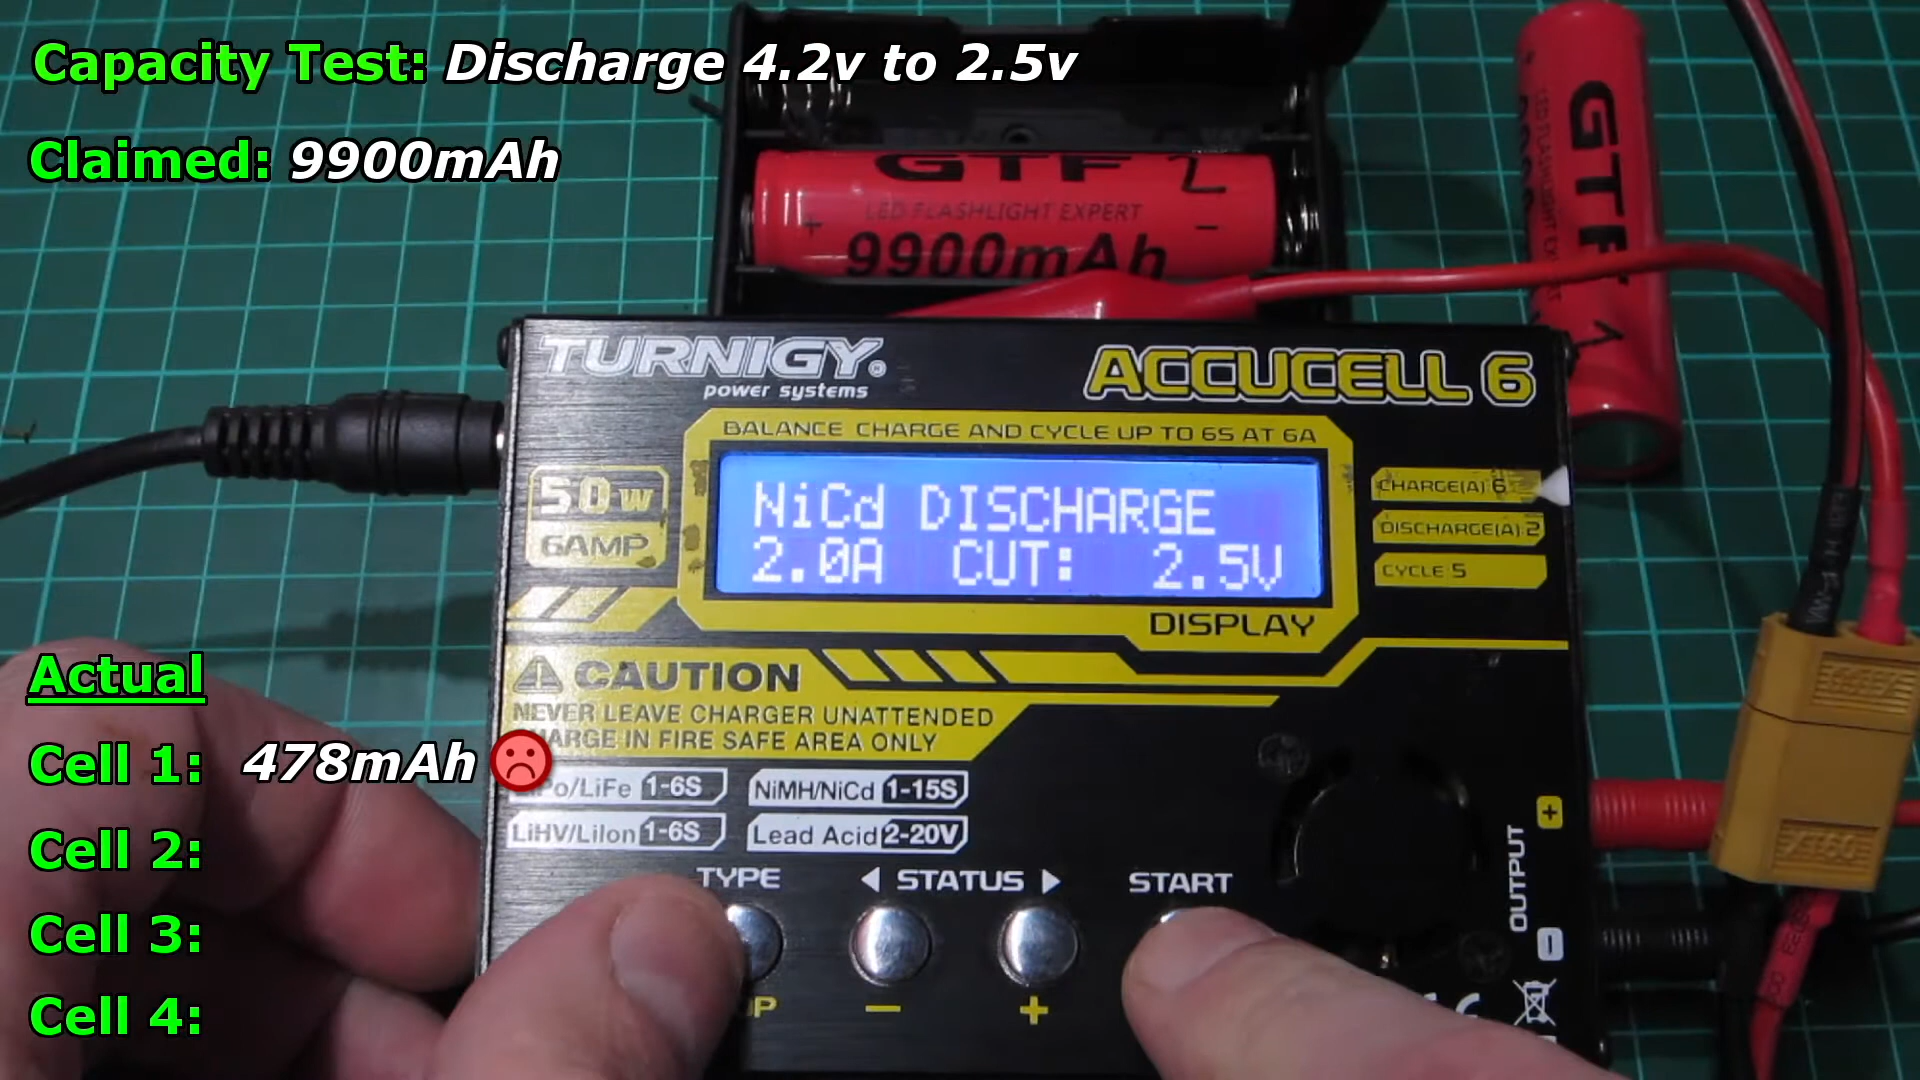 Capacity Test: Discharge 4.2v to 2.5v
Claimed: 9900mAh
GTF
LED FLASHLIGHT EXPERT
+ -
9900mAh
GTF
TURNIGY®
power systems
ACCUCELL 6
BALANCE CHARGE AND CYCLE UP TO 6S AT 6A
50W
6AMP
NiCd DISCHARGE
2.0A CUT: 2.5V
DISPLAY
CHARGE(A):6
DISCHARGE(A):2
CYCLE 5
CAUTION
NEVER LEAVE CHARGER UNATTENDED
IN FIRE SAFE AREA ONLY
Actual
Cell 1: 478mAh
Cell 2:
Cell 3:
Cell 4:
1-6S
NiMH/NiCd 1-15S
LiHV/LiIon 1-6S
Lead Acid 2-20V
TYPE
STATUS
START
- +
OUTPUT
+
-
XT60